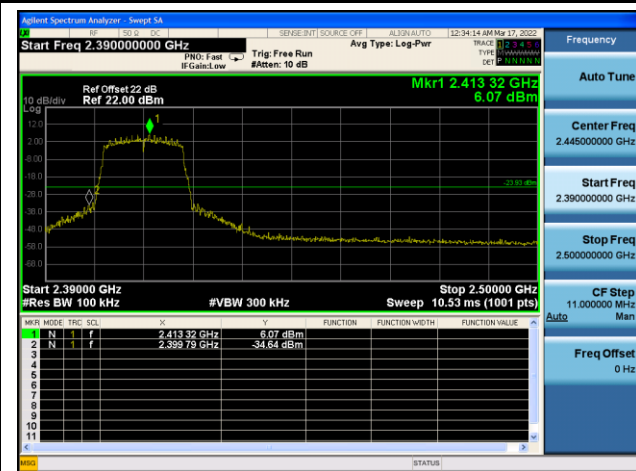 Agilent Spectrum Analyzer - Swept SA
RF 50 Ω DC SENSE:INT SOURCE OFF ALIGN AUTO 12:34:14 AM Mar 17, 2022
Start Freq 2.390000000 GHz
PNO: Fast
IFGain:Low
Trig: Free Run
#Atten: 10 dB
Avg Type: Log-Pwr
TRACE 1 2 3 4 5 6
TYPE
DET P N N N N N
Ref Offset 22 dB
10 dB/div Ref 22.00 dBm
Log
Mkr1 2.413 32 GHz
6.07 dBm
12.0
2.00
-8.00
-18.0
-28.0
-38.0
-48.0
-58.0
-68.0
1
2
-23.93 dBm
Start 2.39000 GHz Stop 2.50000 GHz
#Res BW 100 kHz #VBW 300 kHz Sweep 10.53 ms (1001 pts)
MKR MODE TRC SCL X Y FUNCTION FUNCTION WIDTH FUNCTION VALUE
1 N 1 f 2.413 32 GHz 6.07 dBm
2 N 1 f 2.399 79 GHz -34.64 dBm
3
4
5
6
7
8
9
10
11
MSG STATUS
Frequency
Auto Tune
Center Freq
2.445000000 GHz
Start Freq
2.390000000 GHz
Stop Freq
2.500000000 GHz
CF Step
11.000000 MHz
Auto Man
Freq Offset
0 Hz